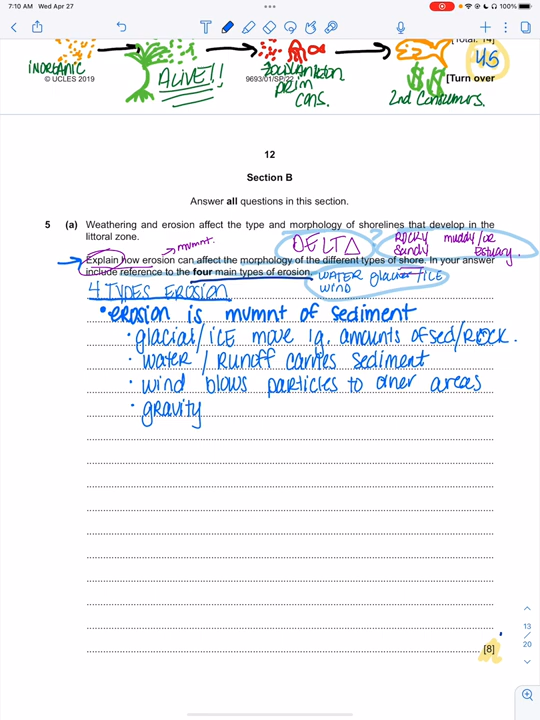 7:10 AM Wed Apr 27
100%
[Total: 14]
45
INORGANIC
ALIVE!!
ZOOPLANKTON
prim
cons.
2nd Consumers.
© UCLES 2019
9693/01/SP/22
[Turn over
12
Section B
Answer all questions in this section.
5 (a) Weathering and erosion affect the type and morphology of shorelines that develop in the
littoral zone.
→ mvmnt.
DELTA
ROCKY muddy/or
Sandy Estuary.
Explain how erosion can affect the morphology of the different types of shore. In your answer
include reference to the four main types of erosion.
WATER glacier ICE
WIND
4 TYPES EROSION
• EROSION is mvmnt of sediment
• glacial/ICE move lg. amounts of sed/ROCK.
• water / Runoff carries sediment
• wind blows particles to other areas
• gravity
[8]
13
/
20